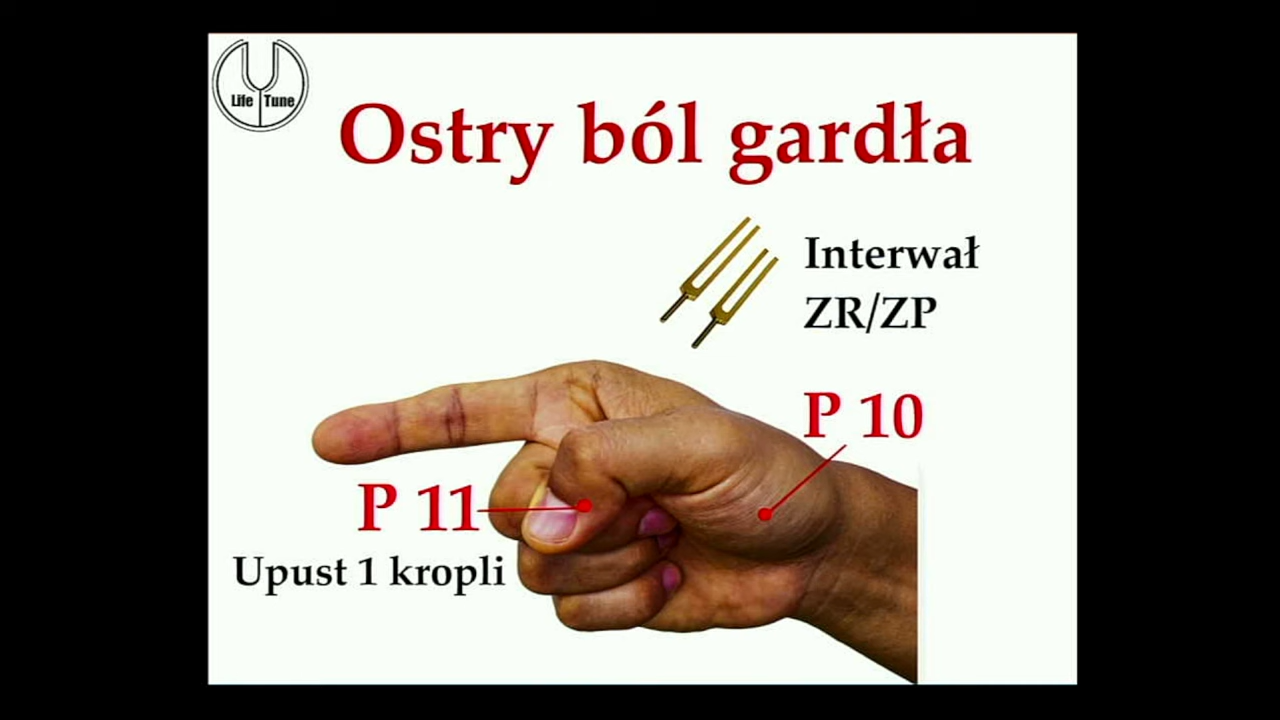 Life Tune
Ostry ból gardła
Interwał
ZR/ZP
P 10
P 11
Upust 1 kropli